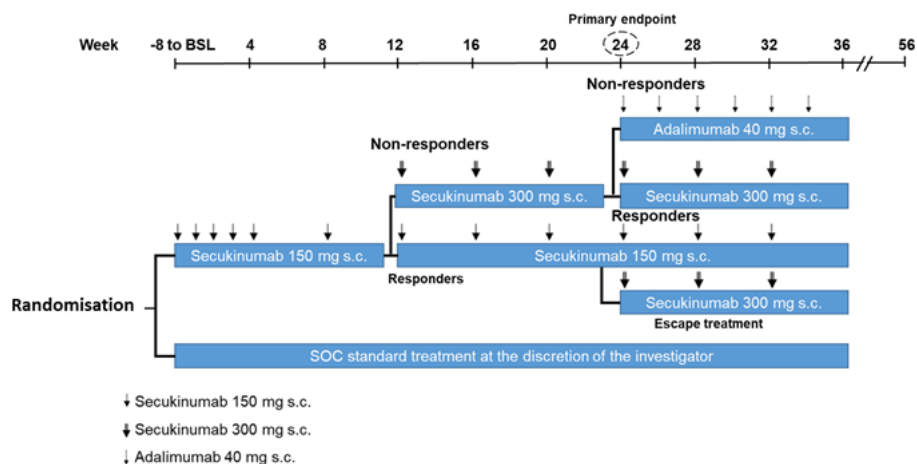 Primary endpoint
Week -8 to BSL 4 8 12 16 20 24 28 32 36 56
Non-responders
Adalimumab 40 mg s.c.
Non-responders
Secukinumab 300 mg s.c. Secukinumab 300 mg s.c.
Responders
Secukinumab 150 mg s.c. Secukinumab 150 mg s.c.
Responders
Randomisation
Secukinumab 300 mg s.c.
Escape treatment
SOC standard treatment at the discretion of the investigator
Secukinumab 150 mg s.c.
Secukinumab 300 mg s.c.
Adalimumab 40 mg s.c.